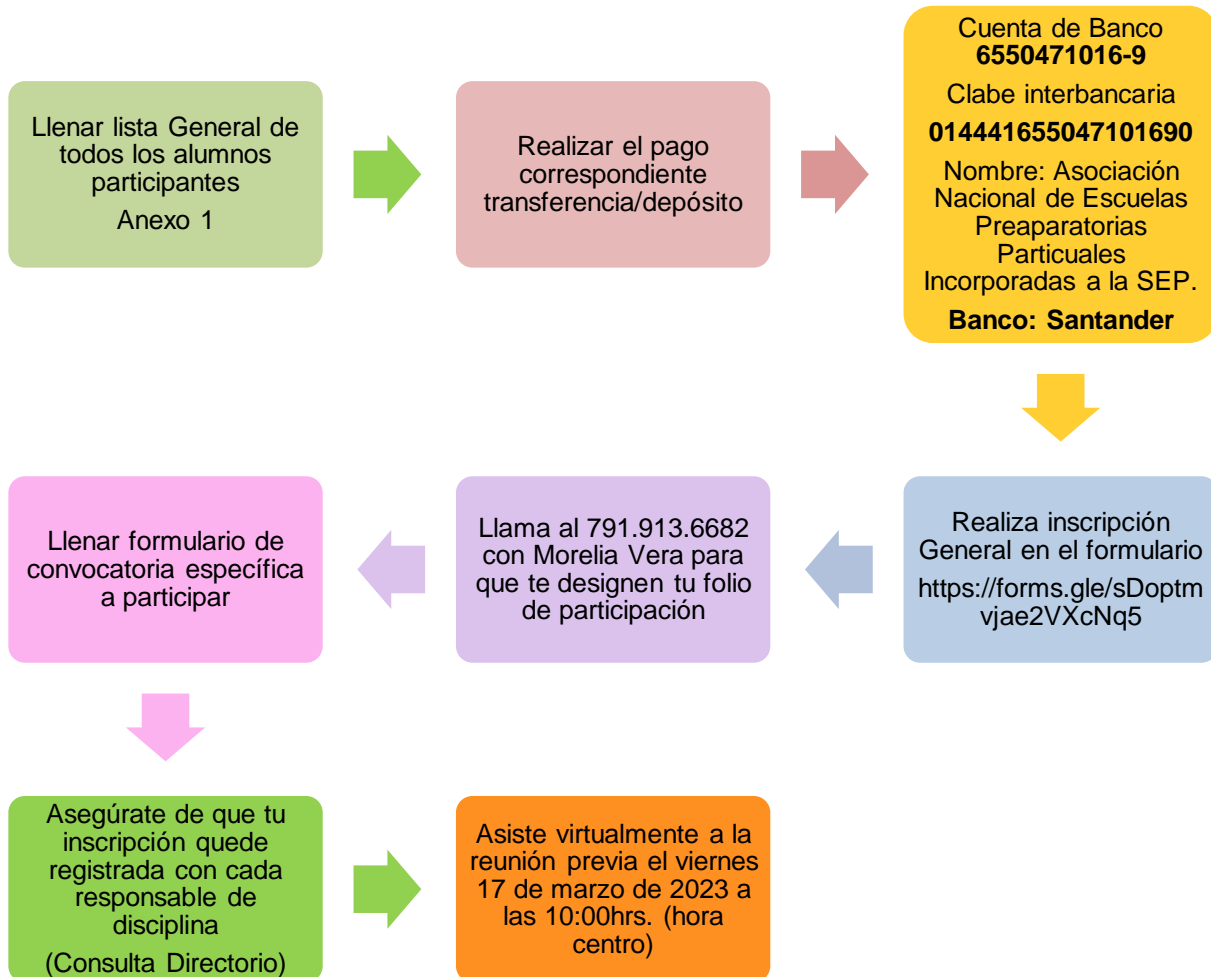 Llenar lista General de
todos los alumnos
participantes
Anexo 1
Realizar el pago
correspondiente
transferencia/depósito
Cuenta de Banco
6550471016-9
Clabe interbancaria
014441655047101690
Nombre: Asociación
Nacional de Escuelas
Preaparatorias
Particuales
Incorporadas a la SEP.
Banco: Santander
Realiza inscripción
General en el formulario
https://forms.gle/sDoptm
vjae2VXcNq5
Llama al 791.913.6682
con Morelia Vera para
que te designen tu folio
de participación
Llenar formulario de
convocatoria específica
a participar
Asegúrate de que tu
inscripción quede
registrada con cada
responsable de
disciplina
(Consulta Directorio)
Asiste virtualmente a la
reunión previa el viernes
17 de marzo de 2023 a
las 10:00hrs. (hora
centro)